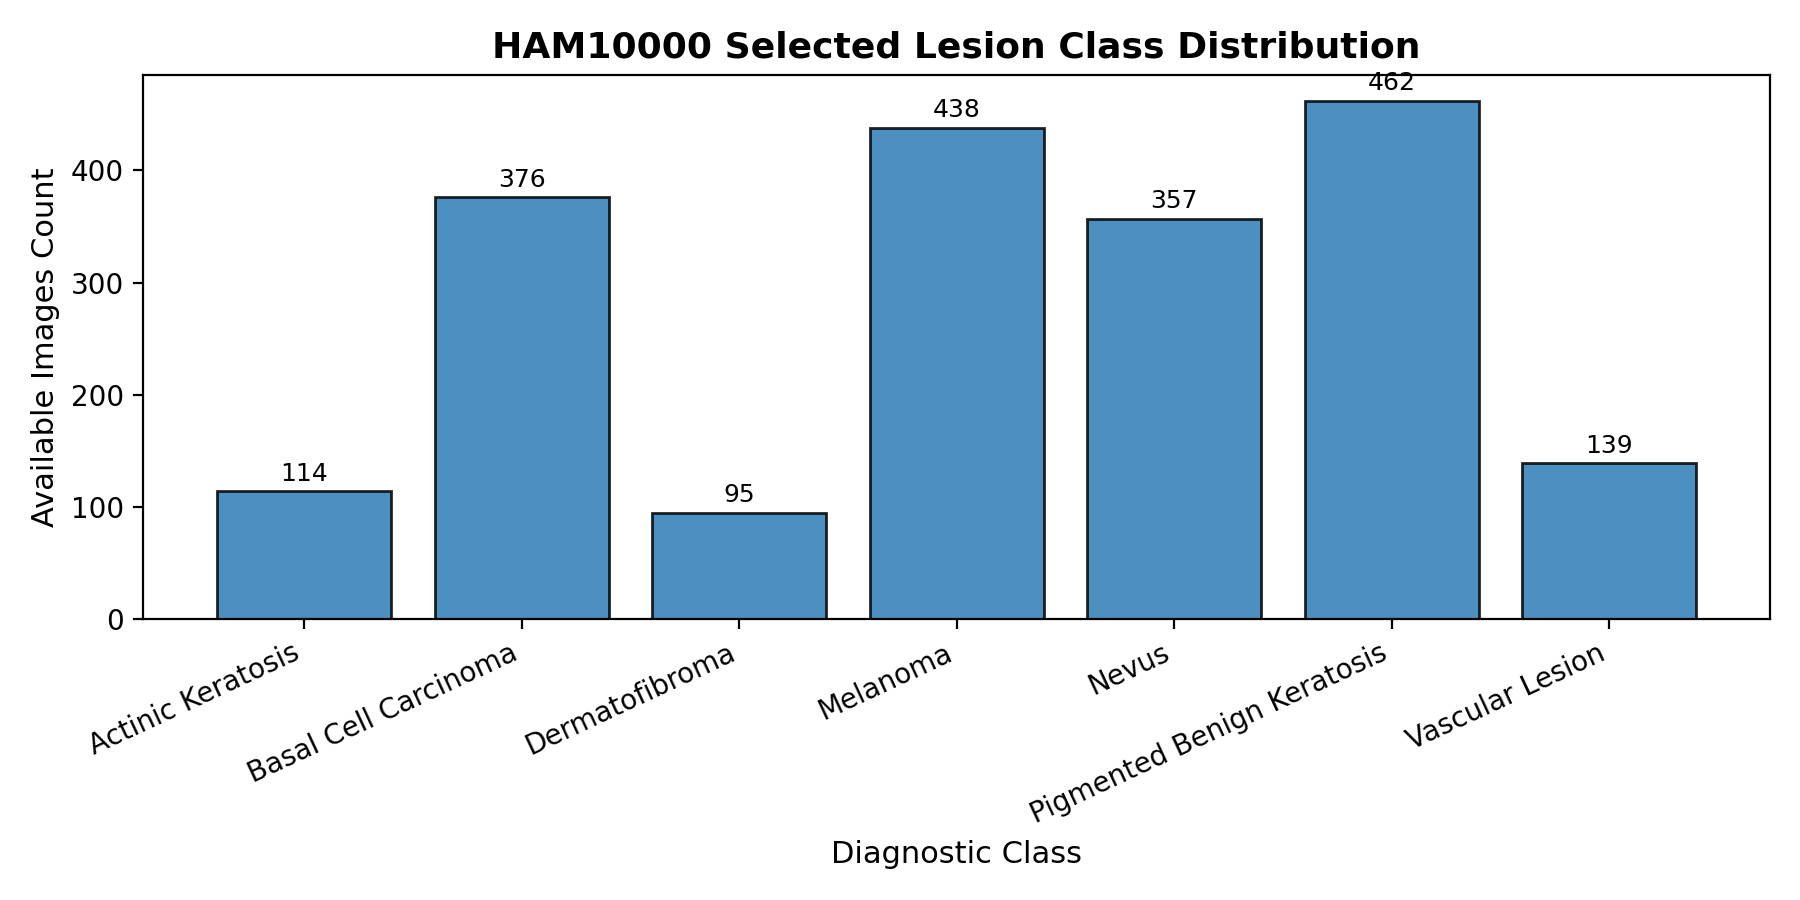 HAM10000 Selected Lesion Class Distribution
Available Images Count
400
300
200
100
0
114
376
95
438
357
462
139
Actinic Keratosis
Basal Cell Carcinoma
Dermatofibroma
Melanoma
Nevus
Pigmented Benign Keratosis
Vascular Lesion
Diagnostic Class